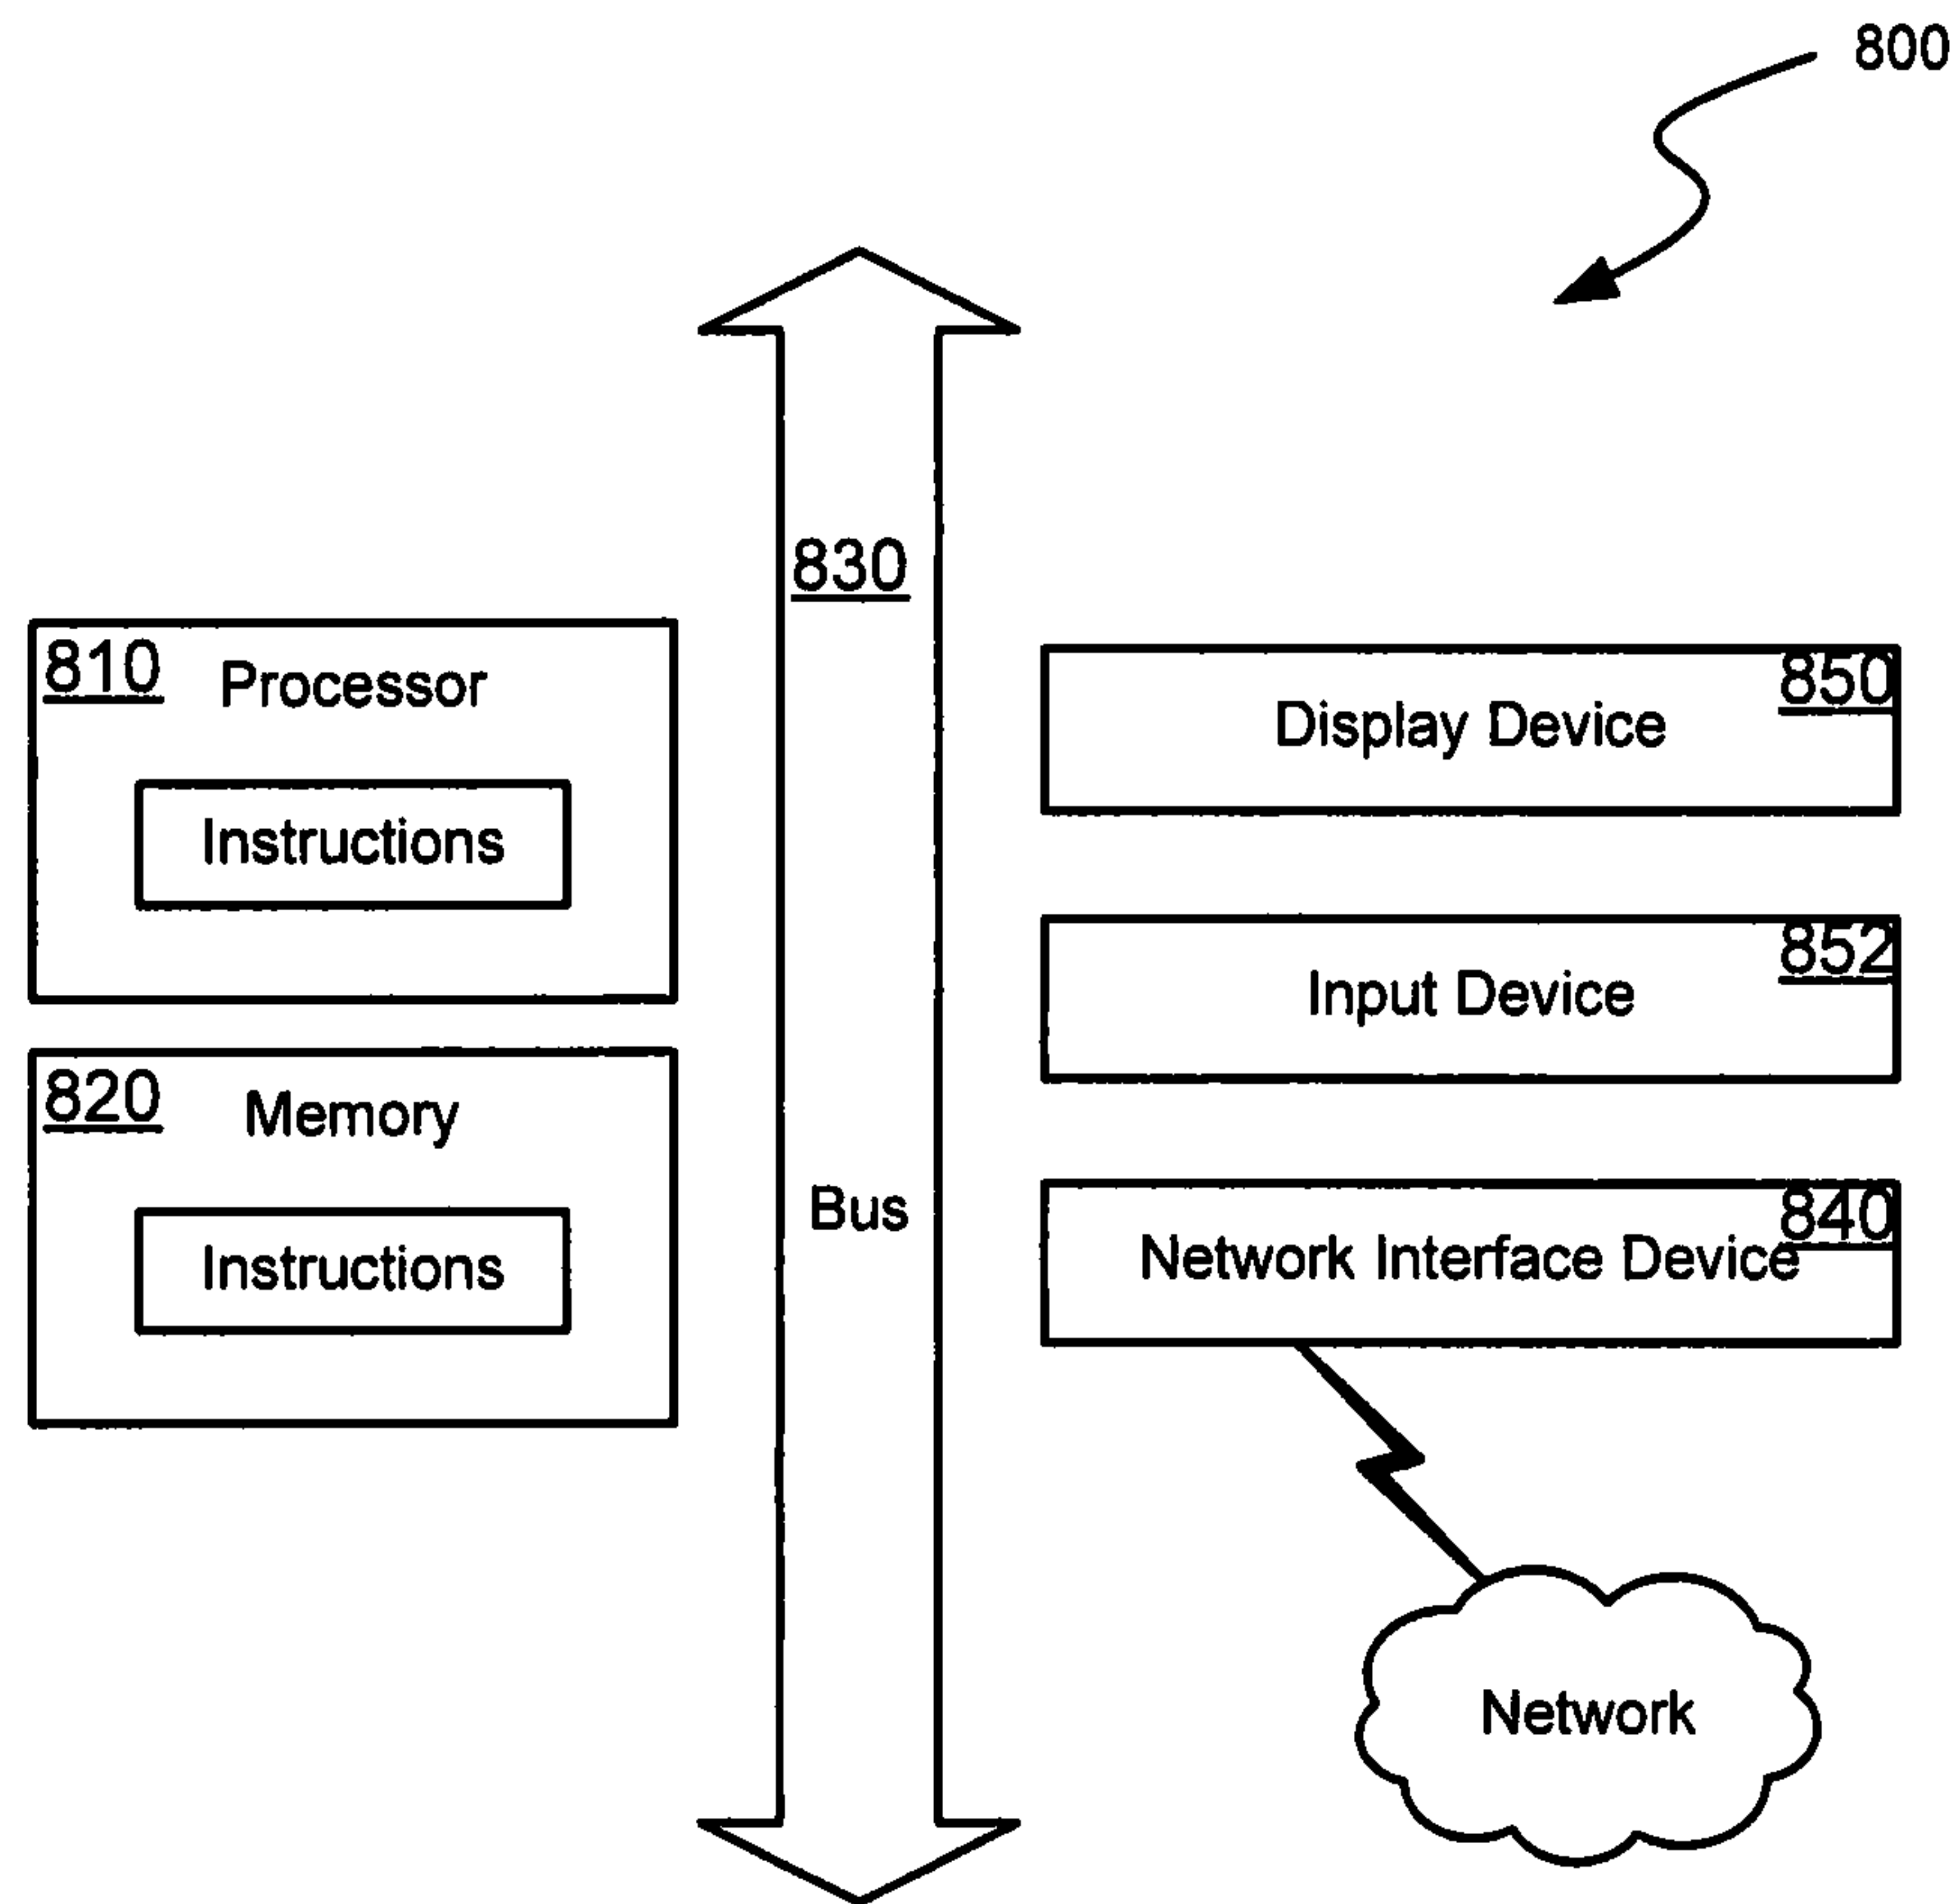 800
830
810
Processor
Instructions
820
Memory
Instructions
Bus
850
Display Device
852
Input Device
840
Network Interface Device
Network